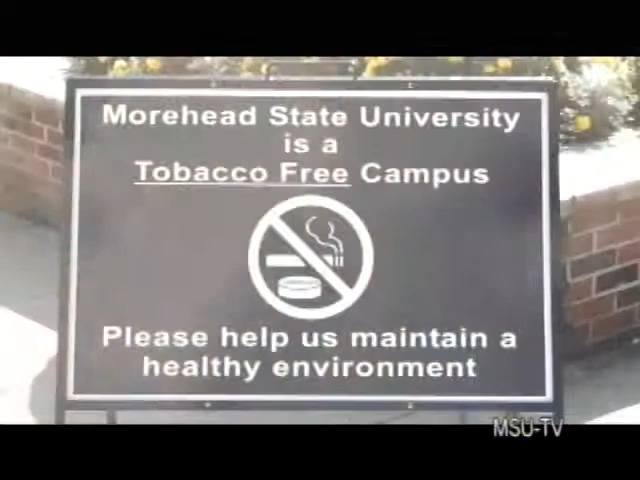 Morehead State University
is a
Tobacco Free Campus
Please help us maintain a
healthy environment
MSU-TV